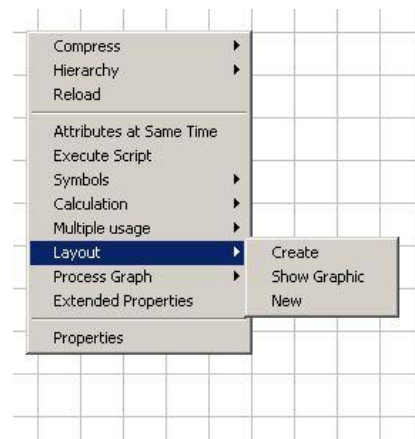 Compress
Hierarchy
Reload
Attributes at Same Time
Execute Script
Symbols
Calculation
Multiple usage
Layout
Process Graph
Extended Properties
Properties
Create
Show Graphic
New